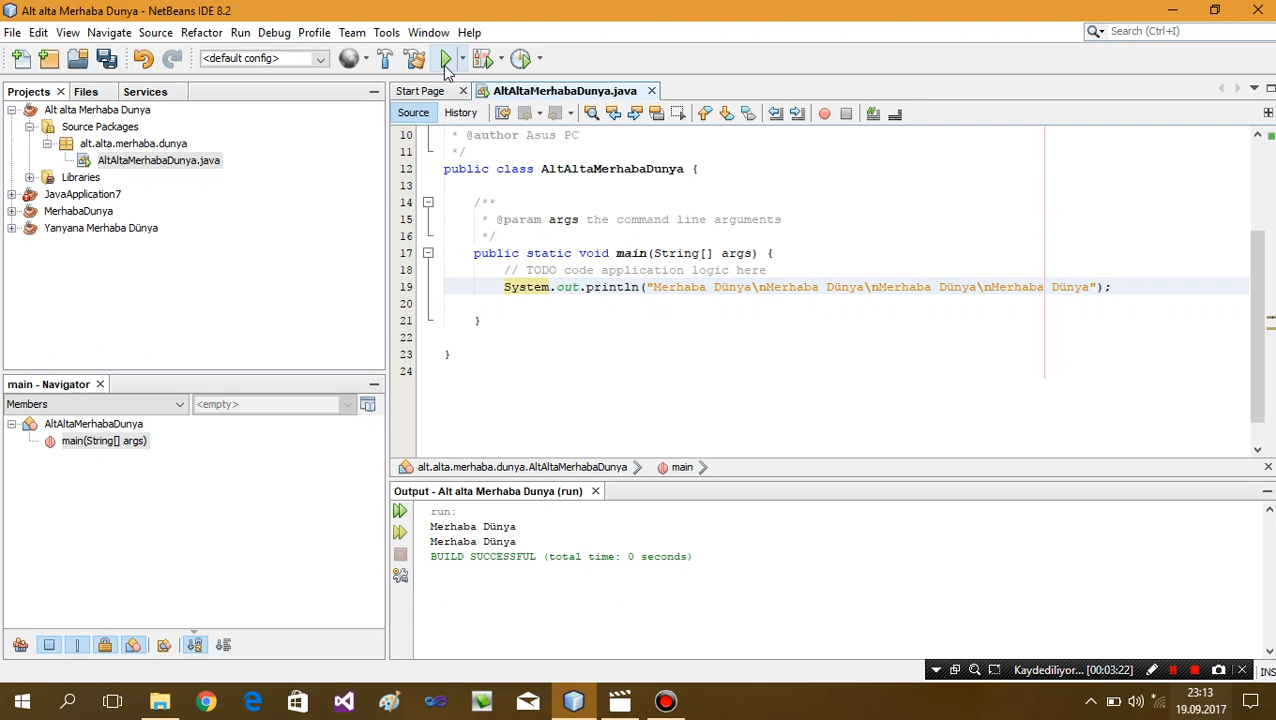 Alt alta Merhaba Dunya - NetBeans IDE 8.2
File Edit View Navigate Source Refactor Run Debug Profile Team Tools Window Help
Search (Ctrl+I)
<default config>
Projects Files Services
Start Page AltAltaMerhabaDunya.java
Alt alta Merhaba Dunya
Source Packages
alt.alta.merhaba.dunya
AltAltaMerhabaDunya.java
Libraries
JavaApplication7
MerhabaDunya
Yanyana Merhaba Dünya
Source History
10 * @author Asus PC
11 */
12 public class AltAltaMerhabaDunya {
13
14 /**
15 * @param args the command line arguments
16 */
17 public static void main(String[] args) {
18 // TODO code application logic here
19 System.out.println("Merhaba Dünya\nMerhaba Dünya\nMerhaba Dünya\nMerhaba Dünya");
20
21 }
22
23 }
24
main - Navigator
Members <empty>
AltAltaMerhabaDunya
main(String[] args)
alt.alta.merhaba.dunya.AltAltaMerhabaDunya main
Output - Alt alta Merhaba Dunya (run)
run:
Merhaba Dünya
Merhaba Dünya
BUILD SUCCESSFUL (total time: 0 seconds)
Kaydediliyor... [00:03:22]
INS
23:13
19.09.2017